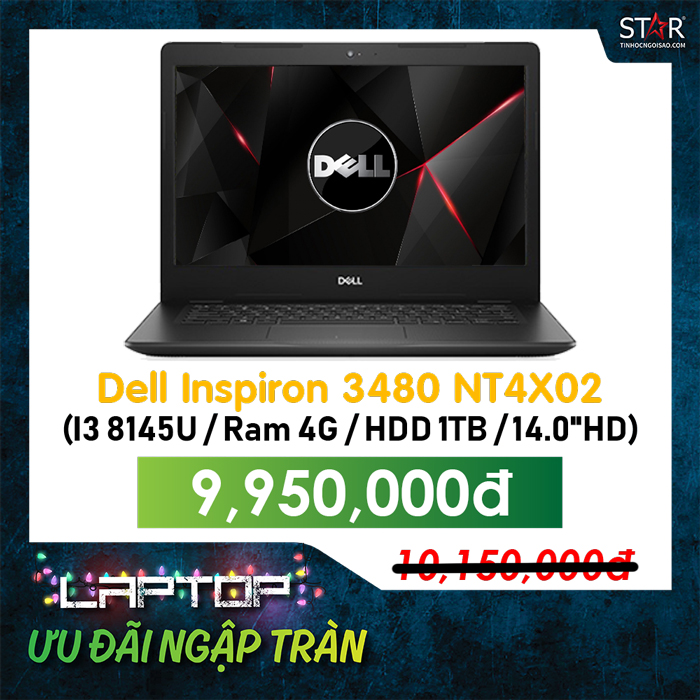 STAR
TINHOCNGOISAO.COM
DELL
DELL
Dell Inspiron 3480 NT4X02
(I3 8145U / Ram 4G / HDD 1TB / 14.0"HD)
9,950,000đ
10,150,000đ
LAPTOP
ƯU ĐÃI NGẬP TRÀN